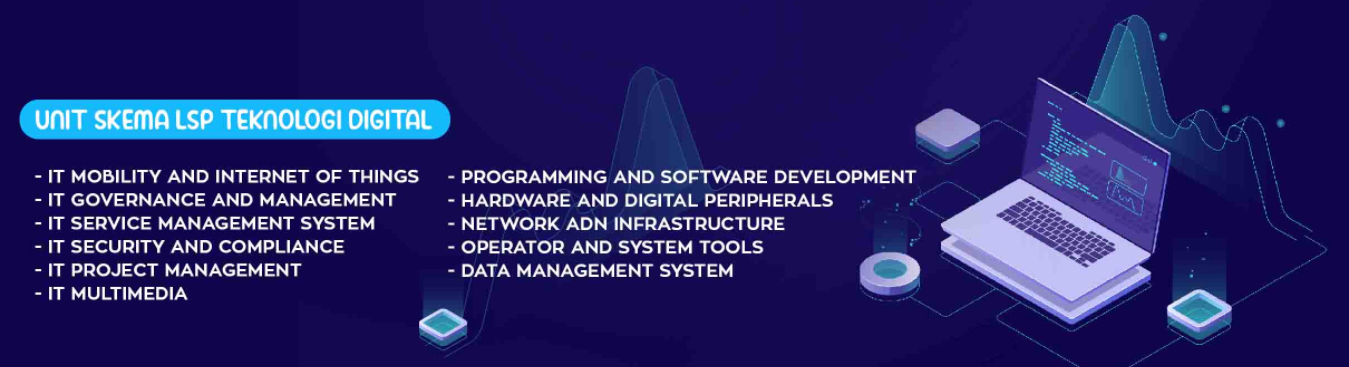 UNIT SKEMA LSP TEKNOLOGI DIGITAL
- IT MOBILITY AND INTERNET OF THINGS
- IT GOVERNANCE AND MANAGEMENT
- IT SERVICE MANAGEMENT SYSTEM
- IT SECURITY AND COMPLIANCE
- IT PROJECT MANAGEMENT
- IT MULTIMEDIA
- PROGRAMMING AND SOFTWARE DEVELOPMENT
- HARDWARE AND DIGITAL PERIPHERALS
- NETWORK ADN INFRASTRUCTURE
- OPERATOR AND SYSTEM TOOLS
- DATA MANAGEMENT SYSTEM